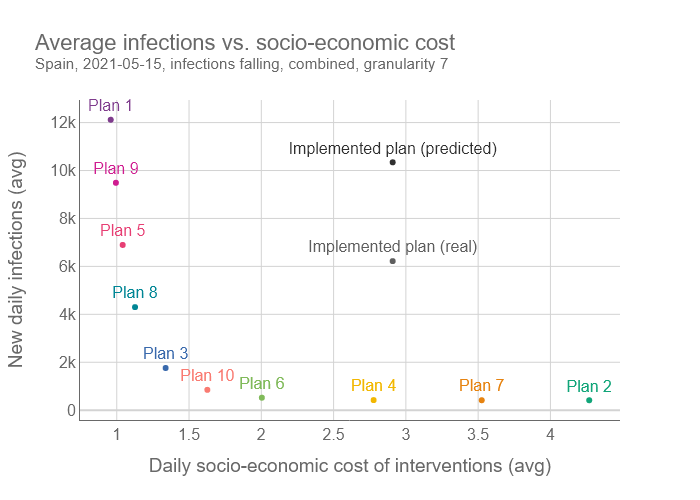 Average infections vs. socio-economic cost
Spain, 2021-05-15, infections falling, combined, granularity 7
New daily infections (avg)
12k
10k
8k
6k
4k
2k
0
Plan 1
Implemented plan (predicted)
Plan 9
Plan 5
Implemented plan (real)
Plan 8
Plan 3
Plan 10
Plan 6
Plan 4
Plan 7
Plan 2
1
1.5
2
2.5
3
3.5
4
Daily socio-economic cost of interventions (avg)